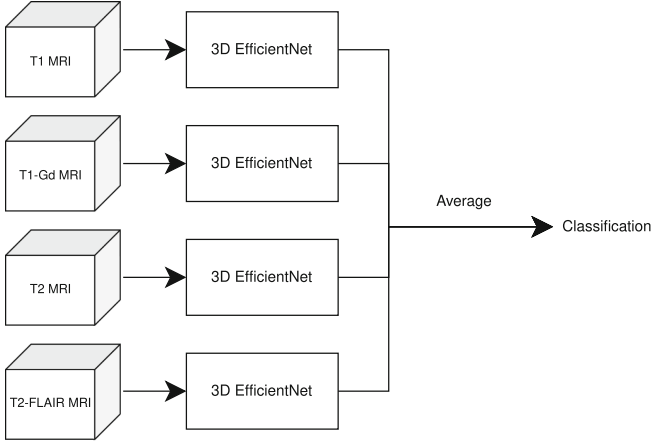 T1 MRI
3D EfficientNet
T1-Gd MRI
3D EfficientNet
Average
Classification
T2 MRI
3D EfficientNet
T2-FLAIR MRI
3D EfficientNet